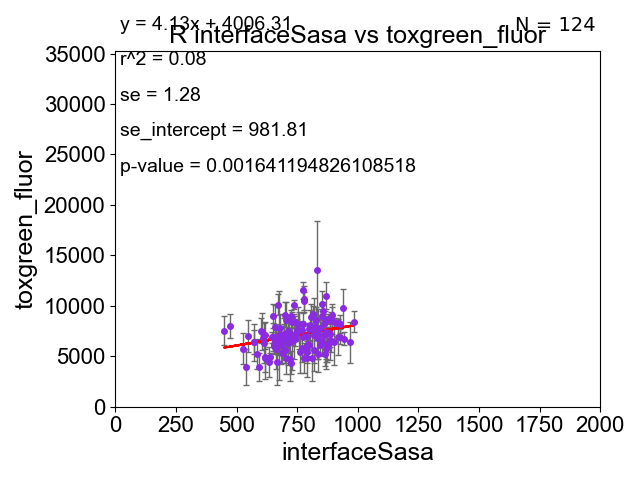 y = 4.13x + 4006.31
N = 124
R interfaceSasa vs toxgreen_fluor
r^2 = 0.08
se = 1.28
se_intercept = 981.81
p-value = 0.001641194826108518
35000
30000
25000
20000
15000
10000
5000
0
toxgreen_fluor
0 250 500 750 1000 1250 1500 1750 2000
interfaceSasa